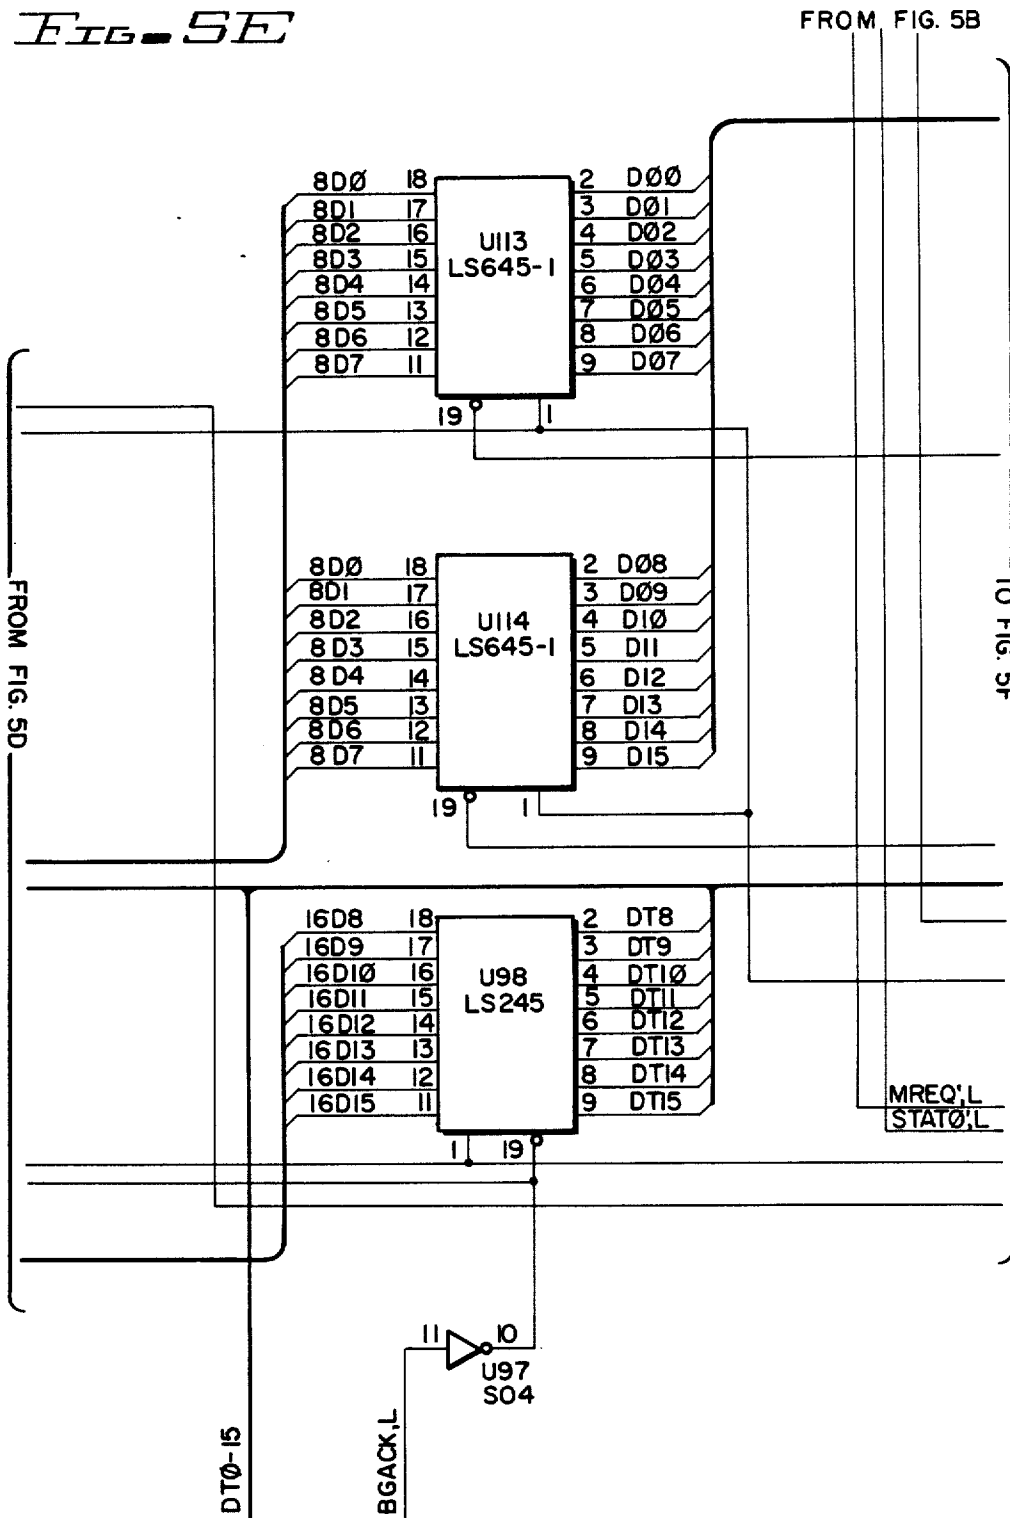 FIG. 5E
FROM FIG. 5B
8DØ 18 2 DØØ
8D1 17 3 DØ1
8D2 16 4 DØ2
8D3 15 5 DØ3
8D4 14 6 DØ4
8D5 13 7 DØ5
8D6 12 8 DØ6
8D7 11 9 DØ7
U113
LS645-1
19 1
8DØ 18 2 DØ8
8D1 17 3 DØ9
8D2 16 4 D1Ø
8D3 15 5 D11
8D4 14 6 D12
8D5 13 7 D13
8D6 12 8 D14
8D7 11 9 D15
U114
LS645-1
19 1
FROM FIG. 5D
TO FIG. 5F
16D8 18 2 DT8
16D9 17 3 DT9
16D1Ø 16 4 DT1Ø
16D11 15 5 DT11
16D12 14 6 DT12
16D13 13 7 DT13
16D14 12 8 DT14
16D15 11 9 DT15
U98
LS245
1 19
MREQ',L
STATØ',L
11 10
U97
S04
DTØ-15
BGACK,L